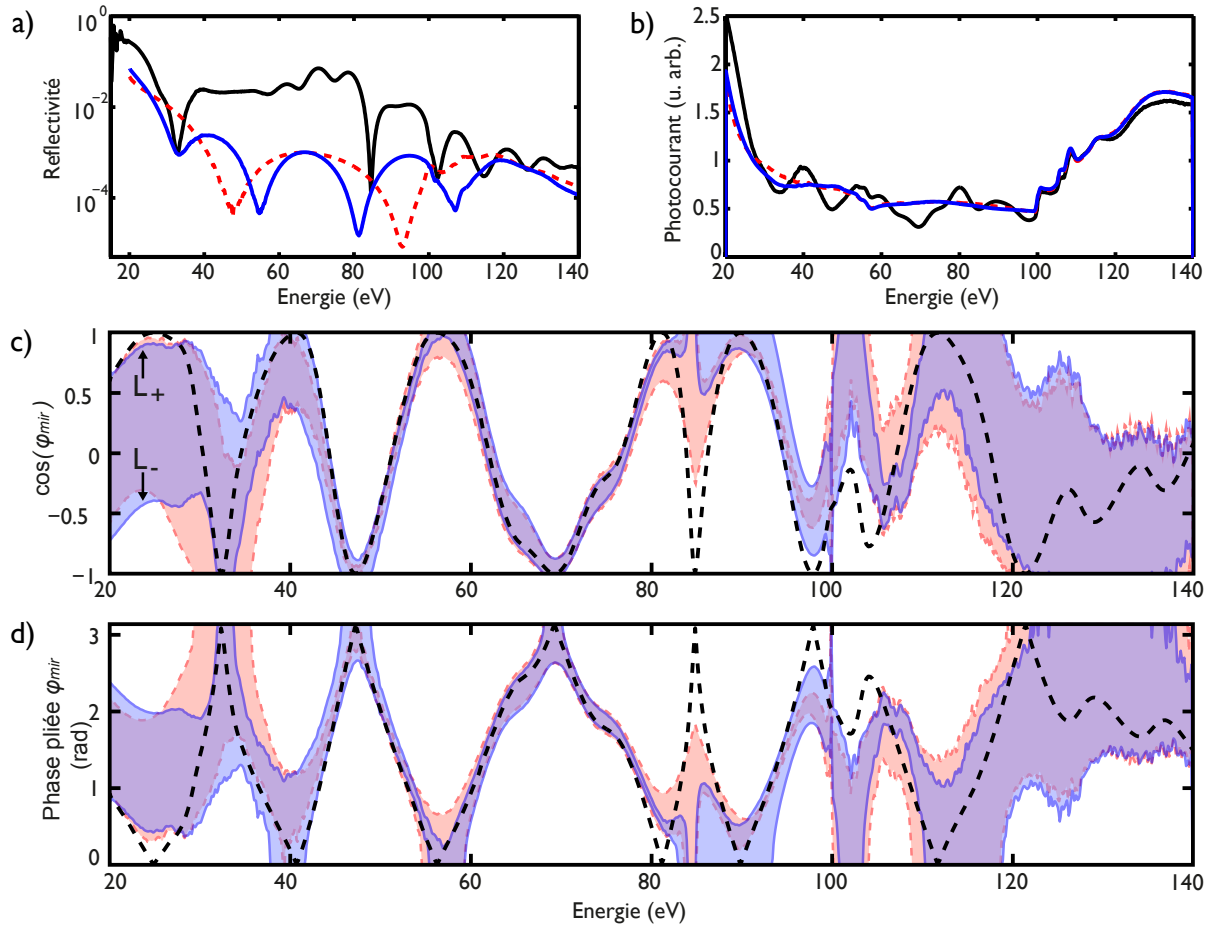 a)
Reflectivité
10⁰
10⁻²
10⁻⁴
20 40 60 80 100 120 140
Energie (eV)
b)
Photocourant (u. arb.)
2.5
2
1.5
1
0.5
0
20 40 60 80 100 120 140
Energie (eV)
c)
cos(φmir)
1
0.5
0
−0.5
−1
L+
L-
20 40 60 80 100 120 140
d)
Phase pliée φmir
(rad)
3
2
1
0
20 40 60 80 100 120 140
Energie (eV)